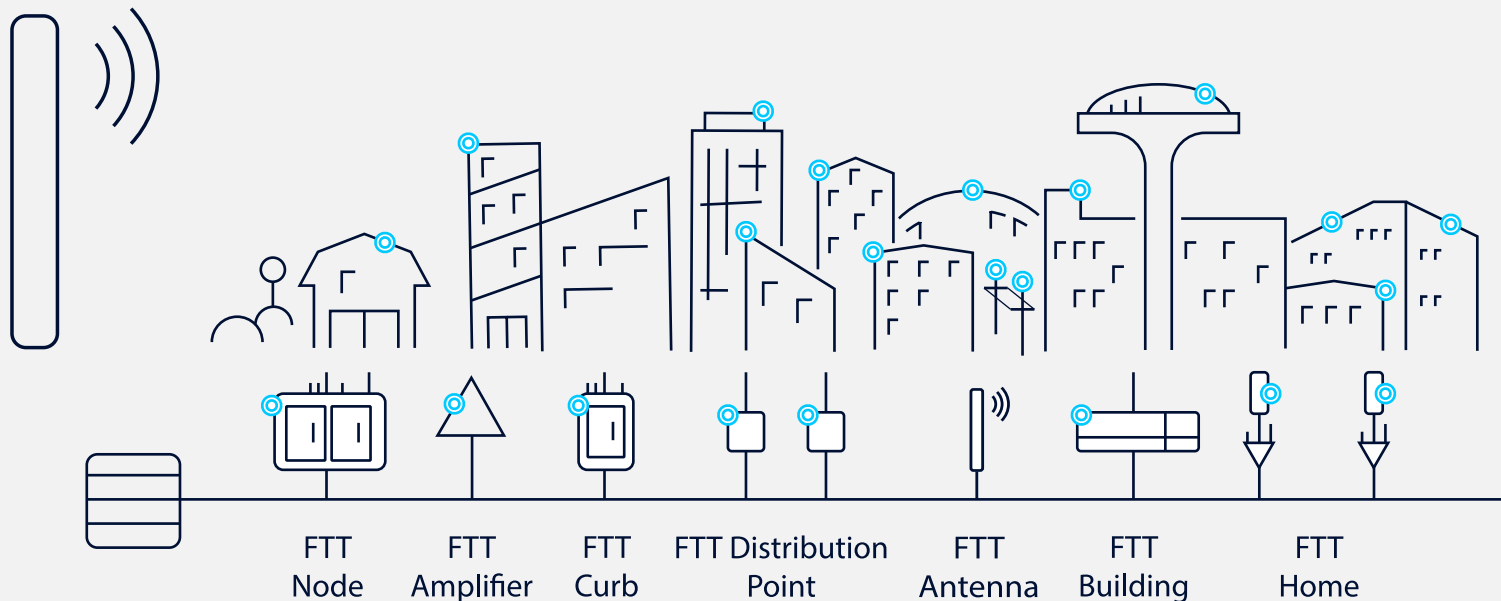 FTT
Node
FTT
Amplifier
FTT
Curb
FTT Distribution
Point
FTT
Antenna
FTT
Building
FTT
Home